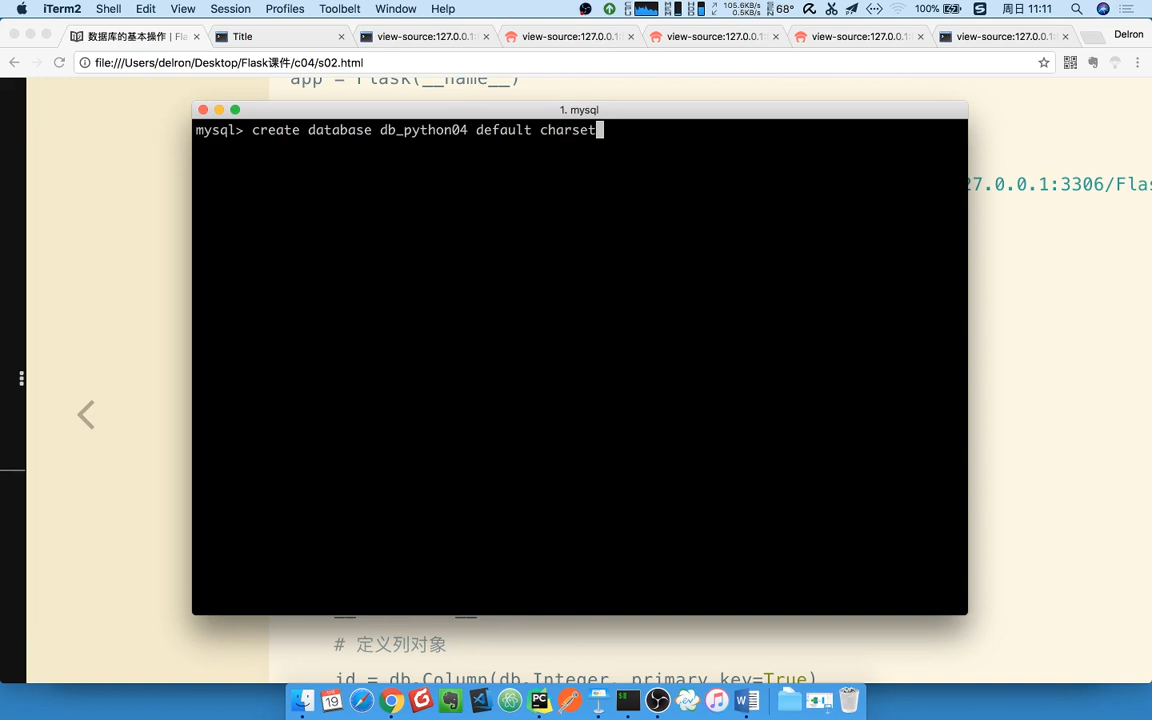 iTerm2 Shell Edit View Session Profiles Toolbelt Window Help 105.6KB/s 0.5KB/s 68° 100% 周日 11:11
数据库的基本操作 | Fla Title view-source:127.0.0.1: view-source:127.0.0.1: view-source:127.0.0.1: view-source:127.0.0.1: view-source:127.0.0.1: Delron
file:///Users/delron/Desktop/Flask课件/c04/s02.html
app = Flask(__name__)
1. mysql
mysql> create database db_python04 default charset
27.0.0.1:3306/Flas
# 定义列对象
id = db.Column(db.Integer, primary_key=True)